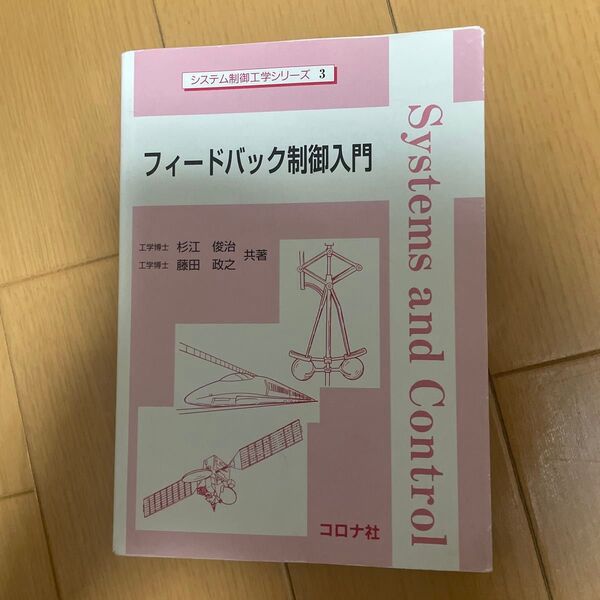 システム制御工学シリーズ 3
フィードバック制御入門
工学博士 杉江 俊治
工学博士 藤田 政之
共著
Systems and Control
コロナ社